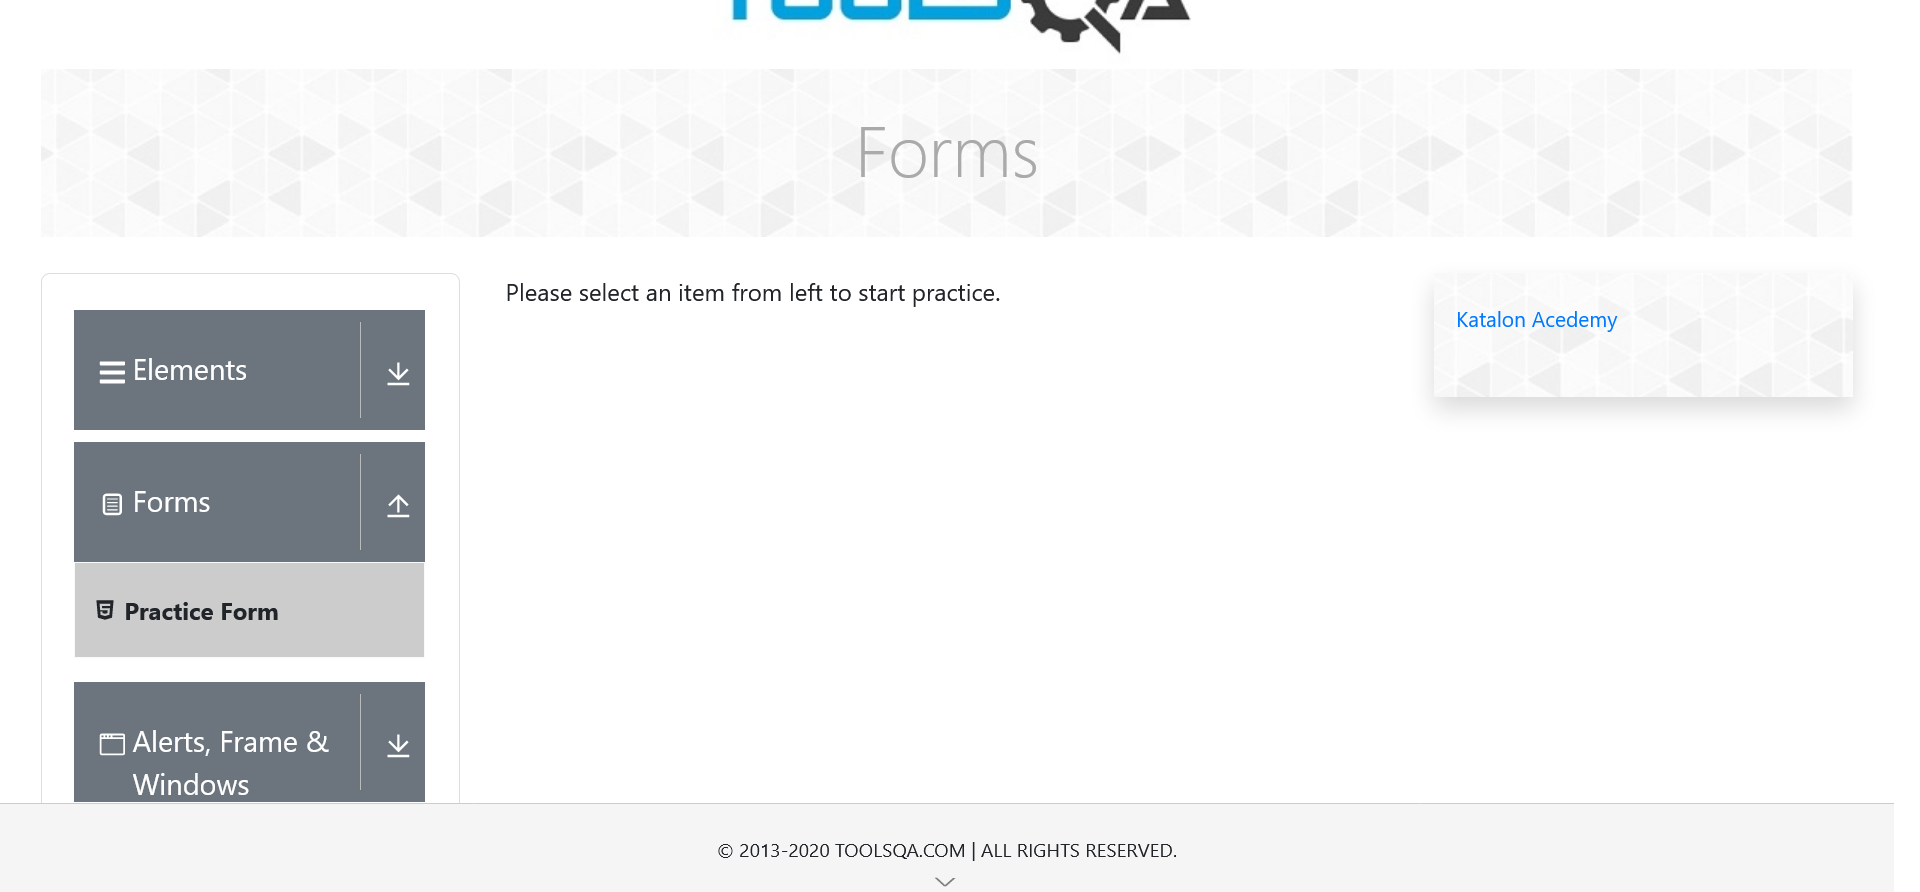 TOOLSQA
Forms
Elements
Forms
Practice Form
Alerts, Frame &
Windows
Please select an item from left to start practice.
Katalon Acedemy
© 2013-2020 TOOLSQA.COM | ALL RIGHTS RESERVED.